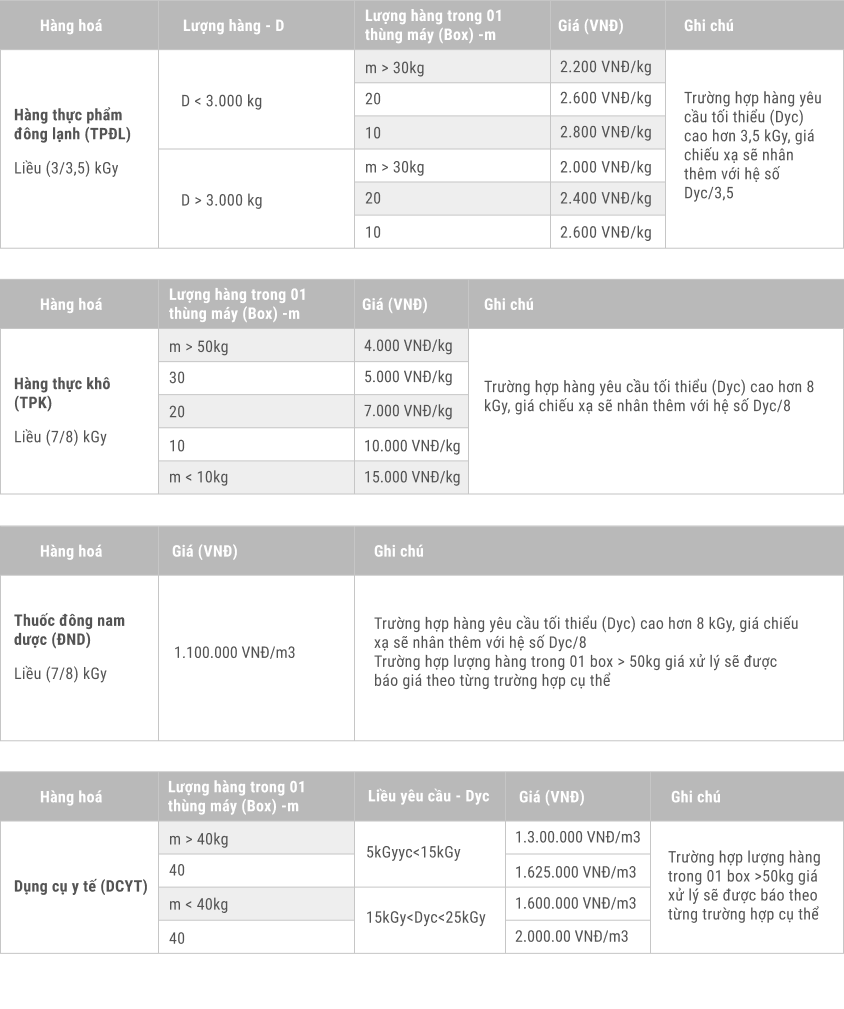 Hàng hoá
Lượng hàng - D
Lượng hàng trong 01
thùng máy (Box) -m
Giá (VNĐ)
Ghi chú
Hàng thực phẩm
đông lạnh (TPĐL)
Liều (3/3,5) kGy
D < 3.000 kg
m > 30kg
2.200 VNĐ/kg
20
2.600 VNĐ/kg
10
2.800 VNĐ/kg
D > 3.000 kg
m > 30kg
2.000 VNĐ/kg
20
2.400 VNĐ/kg
10
2.600 VNĐ/kg
Trường hợp hàng yêu
cầu tối thiểu (Dyc)
cao hơn 3,5 kGy, giá
chiếu xạ sẽ nhân
thêm với hệ số
Dyc/3,5
Hàng hoá
Lượng hàng trong 01
thùng máy (Box) -m
Giá (VNĐ)
Ghi chú
Hàng thực khô
(TPK)
Liều (7/8) kGy
m > 50kg
4.000 VNĐ/kg
30
5.000 VNĐ/kg
20
7.000 VNĐ/kg
10
10.000 VNĐ/kg
m < 10kg
15.000 VNĐ/kg
Trường hợp hàng yêu cầu tối thiểu (Dyc) cao hơn 8
kGy, giá chiếu xạ sẽ nhân thêm với hệ số Dyc/8
Hàng hoá
Giá (VNĐ)
Ghi chú
Thuốc đông nam
dược (ĐND)
Liều (7/8) kGy
1.100.000 VNĐ/m3
Trường hợp hàng yêu cầu tối thiểu (Dyc) cao hơn 8 kGy, giá chiếu
xạ sẽ nhân thêm với hệ số Dyc/8
Trường hợp lượng hàng trong 01 box > 50kg giá xử lý sẽ được
báo giá theo từng trường hợp cụ thể
Hàng hoá
Lượng hàng trong 01
thùng máy (Box) -m
Liều yêu cầu - Dyc
Giá (VNĐ)
Ghi chú
Dụng cụ y tế (DCYT)
m > 40kg
5kGyyc<15kGy
1.3.00.000 VNĐ/m3
40
1.625.000 VNĐ/m3
m < 40kg
15kGy<Dyc<25kGy
1.600.000 VNĐ/m3
40
2.000.00 VNĐ/m3
Trường hợp lượng hàng
trong 01 box >50kg giá
xử lý sẽ được báo theo
từng trường hợp cụ thể